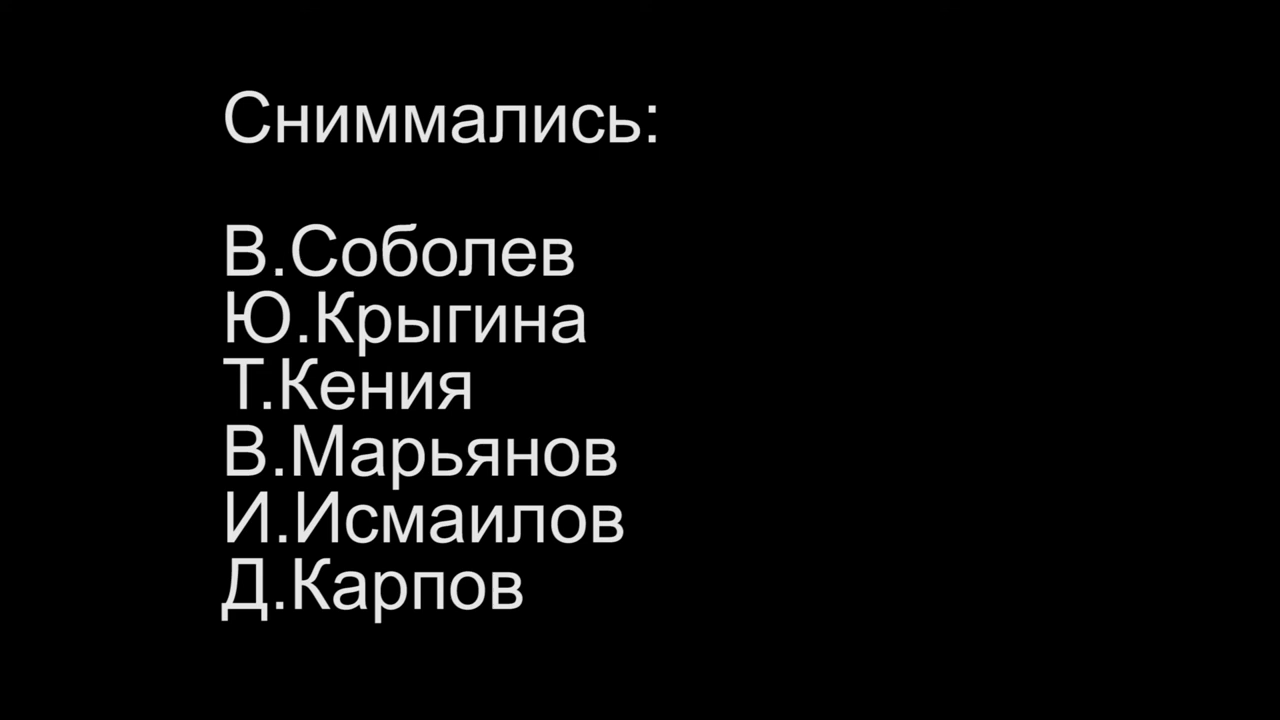 Сниммались:
В.Соболев
Ю.Крыгина
Т.Кения
В.Марьянов
И.Исмаилов
Д.Карпов